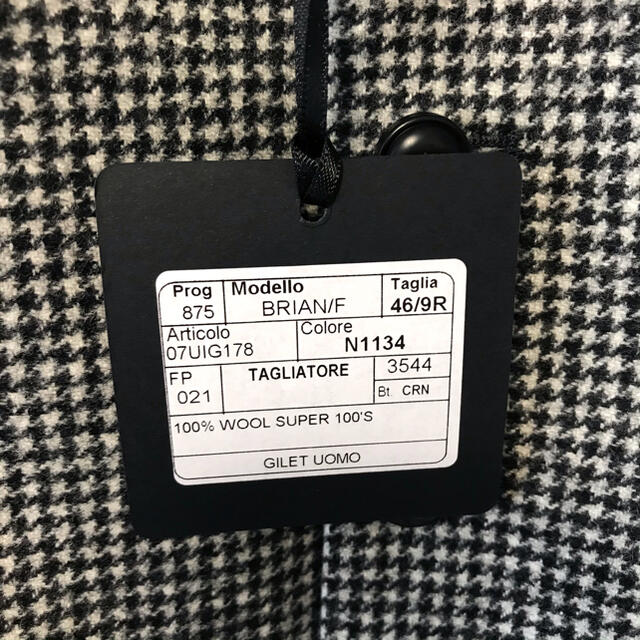 Prog Modello Taglia
875 BRIAN/F 46/9R
Articolo Colore
07UIG178 N1134
FP TAGLIATORE 3544
021 Bt. CRN
100% WOOL SUPER 100'S
GILET UOMO